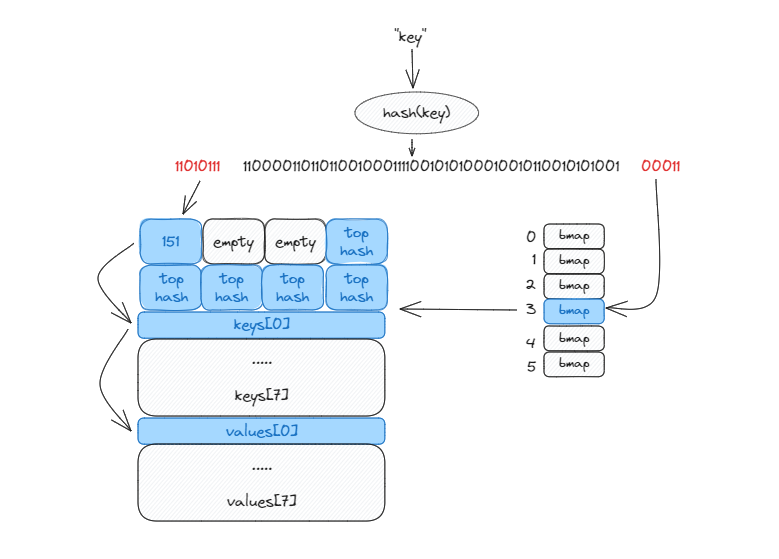 "key"
hash(key)
11010111 110000110110110010001111001010100010010110010101001 00011
151 empty empty top hash
top hash top hash top hash top hash
keys[0]
.....
keys[7]
values[0]
.....
values[7]
0 bmap
1 bmap
2 bmap
3 bmap
4 bmap
5 bmap